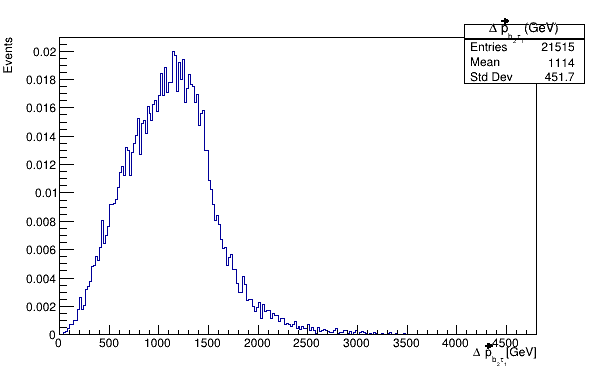 Δ p⃗_{b₂τ₁} (GeV)
Entries 21515
Mean 1114
Std Dev 451.7
Events
0.02
0.018
0.016
0.014
0.012
0.01
0.008
0.006
0.004
0.002
0
0 500 1000 1500 2000 2500 3000 3500 4000 4500
Δ p⃗_{b₂τ₁} [GeV]